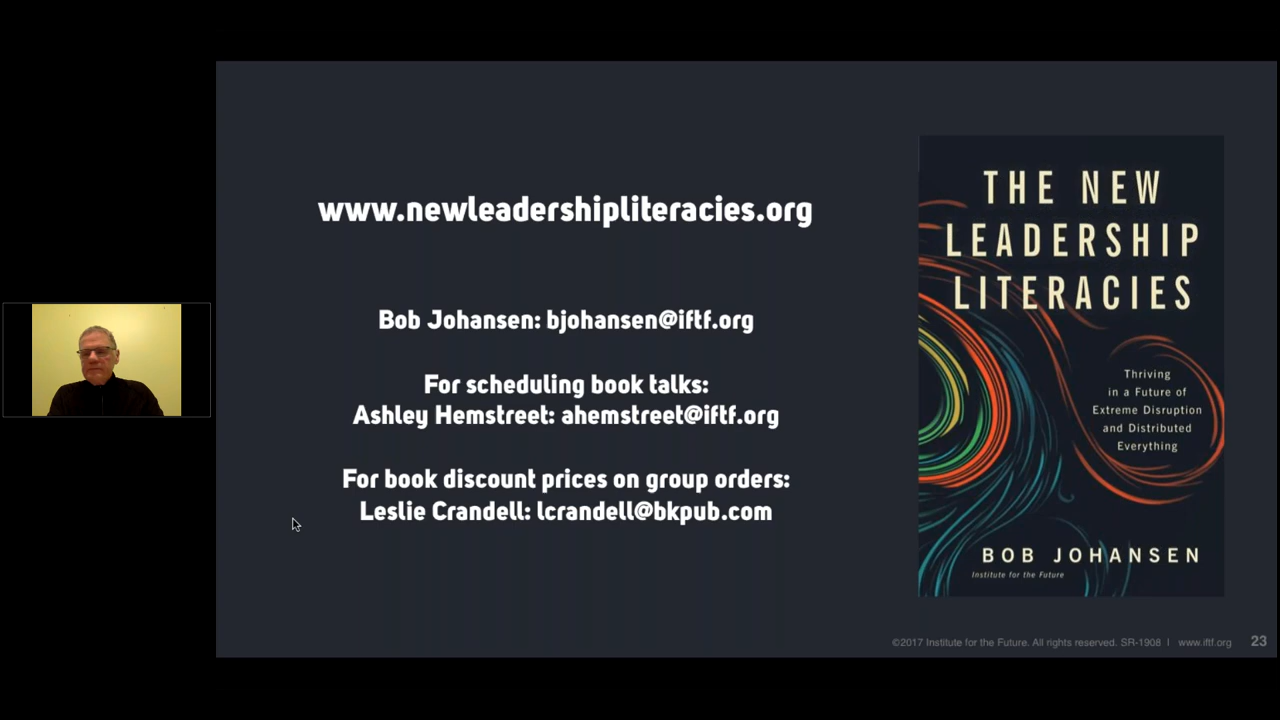 www.newleadershipliteracies.org
Bob Johansen: bjohansen@iftf.org
For scheduling book talks:
Ashley Hemstreet: ahemstreet@iftf.org
For book discount prices on group orders:
Leslie Crandell: lcrandell@bkpub.com
THE NEW
LEADERSHIP
LITERACIES
Thriving
in a Future of
Extreme Disruption
and Distributed
Everything
BOB JOHANSEN
Institute for the Future
©2017 Institute for the Future. All rights reserved. SR-1908 | www.iftf.org 23